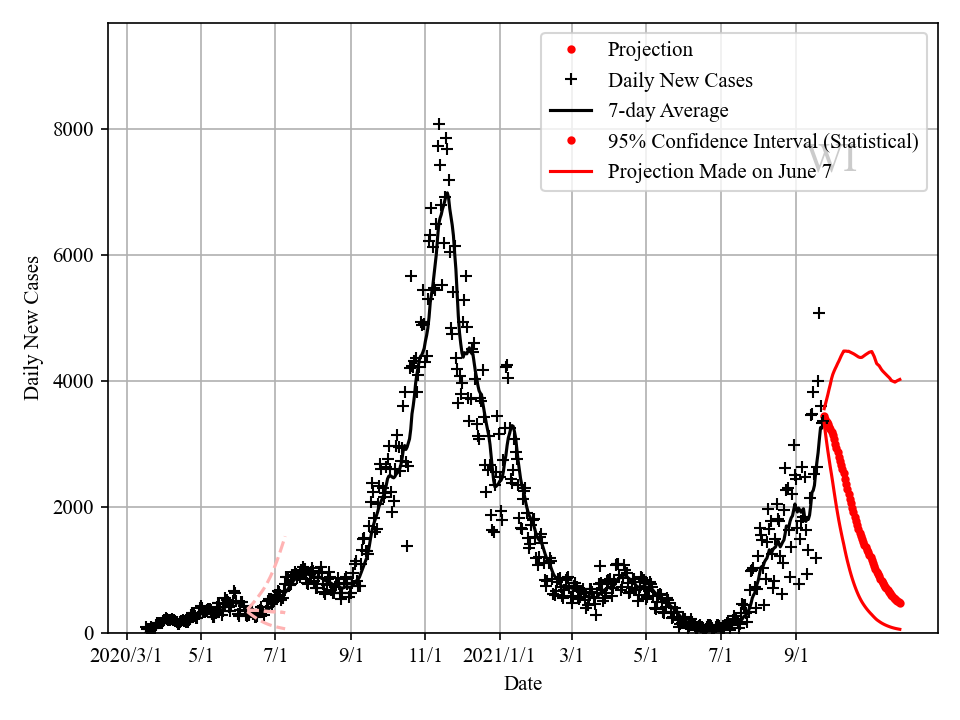 Projection
Daily New Cases
7-day Average
95% Confidence Interval (Statistical)
WI
Projection Made on June 7
8000
6000
4000
2000
0
Daily New Cases
2020/3/1 5/1 7/1 9/1 11/1 2021/1/1 3/1 5/1 7/1 9/1
Date